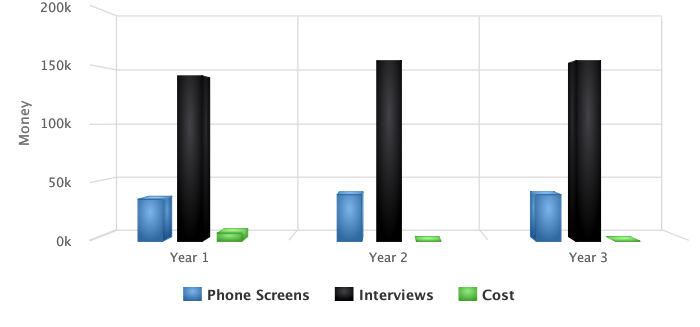 200k
150k
Money
100k
50k
0k
Year 1 Year 2 Year 3
Phone Screens Interviews Cost